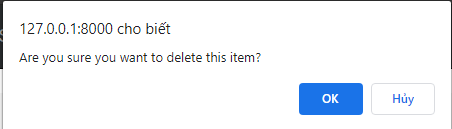 127.0.0.1:8000 cho biết
Are you sure you want to delete this item?
OK
Hủy